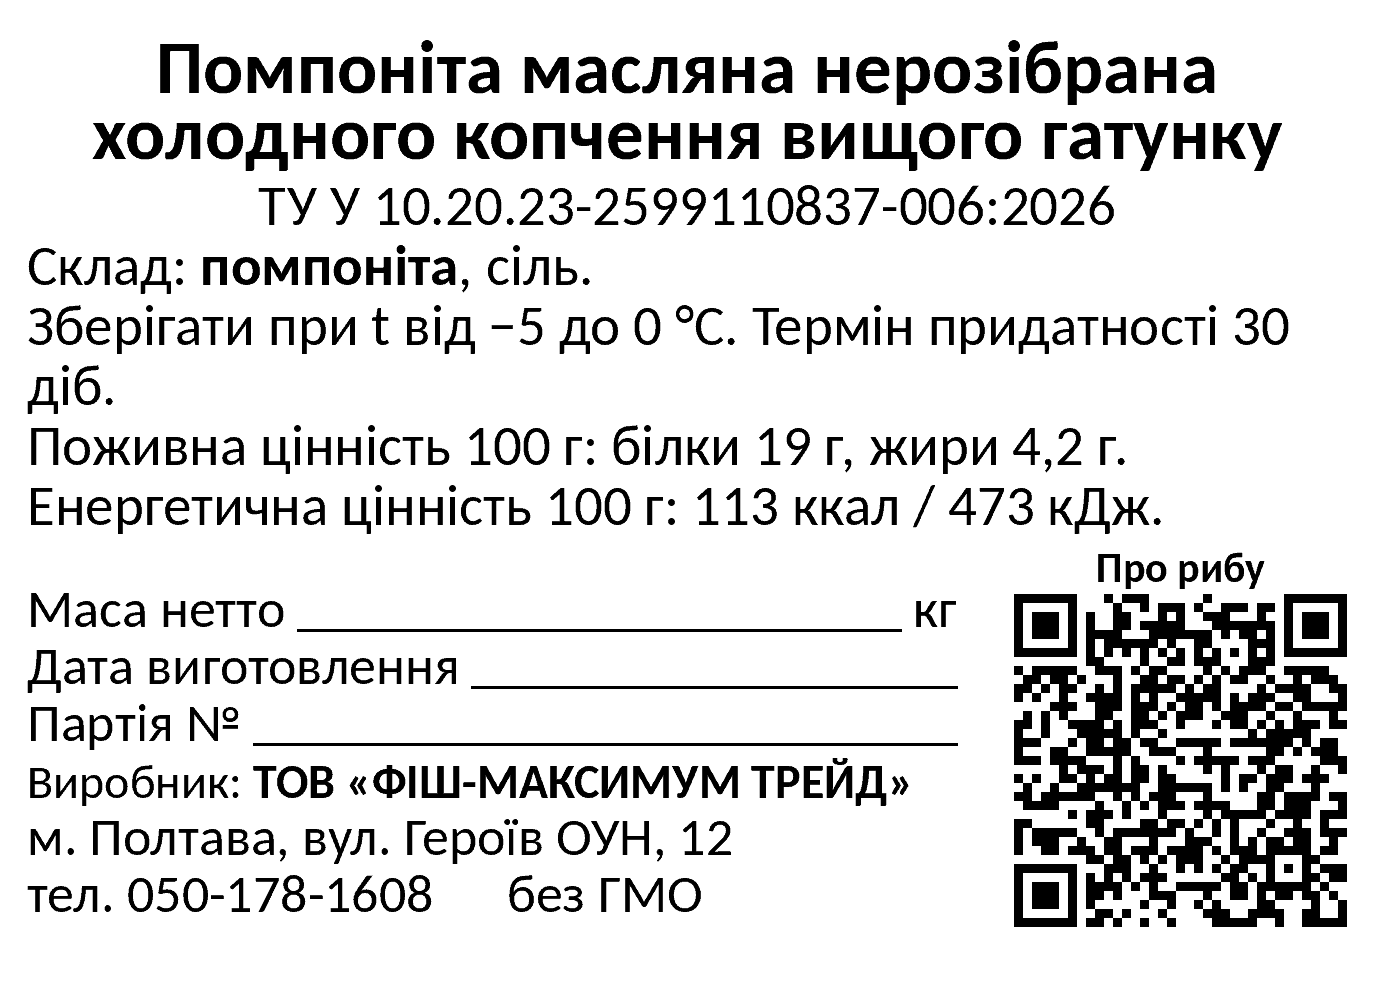 Помпоніта масляна нерозібрана
холодного копчення вищого гатунку
ТУ У 10.20.23-2599110837-006:2026
Склад: помпоніта, сіль.
Зберігати при t від −5 до 0 °С. Термін придатності 30
діб.
Поживна цінність 100 г: білки 19 г, жири 4,2 г.
Енергетична цінність 100 г: 113 ккал / 473 кДж.
Про рибу
Маса нетто ______________________ кг
Дата виготовлення __________________
Партія № __________________________
Виробник: ТОВ «ФІШ-МАКСИМУМ ТРЕЙД»
м. Полтава, вул. Героїв ОУН, 12
тел. 050-178-1608 без ГМО